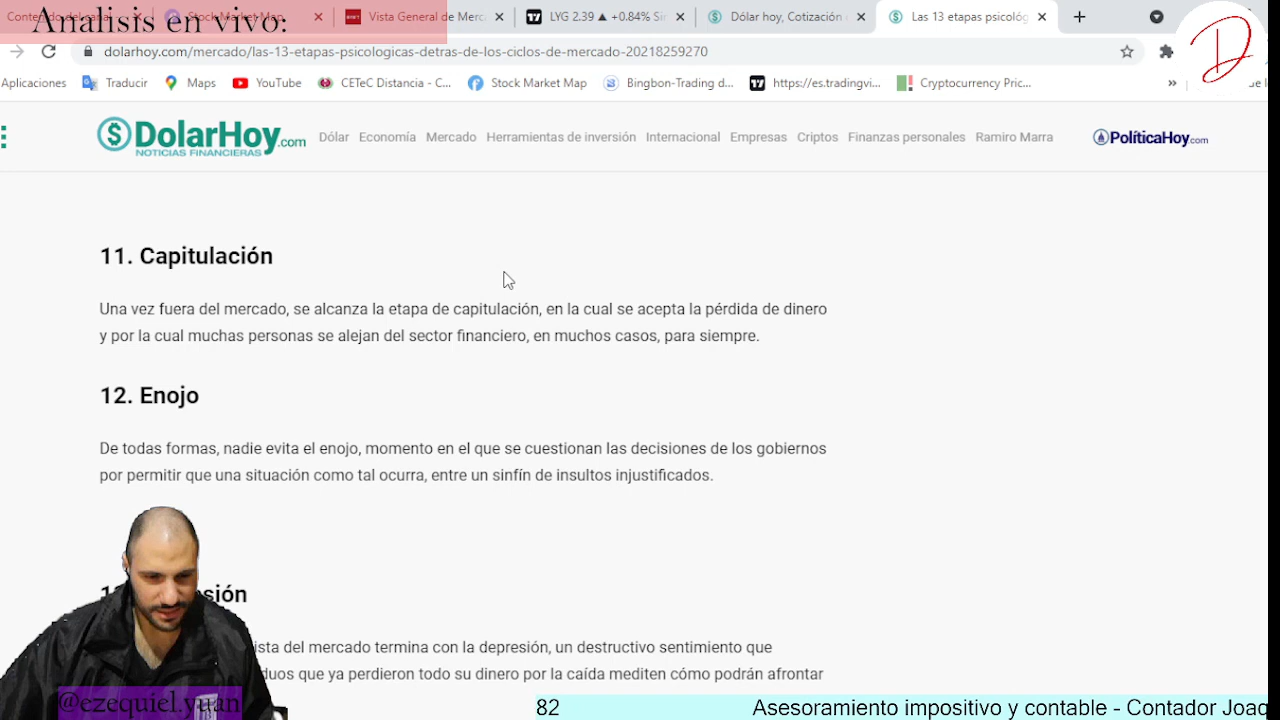 Analisis en vivo:
Stock Market Map
Vista General de Merc
LYG 2.39 ▲ +0.84%
Dólar hoy, Cotización
Las 13 etapas psicológ
dolarhoy.com/mercado/las-13-etapas-psicologicas-detras-de-los-ciclos-de-mercado-20218259270
Aplicaciones Traducir Maps YouTube CETeC Distancia - C... Stock Market Map Bingbon-Trading d... https://es.tradingvi... Cryptocurrency Pric... »
DolarHoy.com
NOTICIAS FINANCIERAS
Dólar Economía Mercado Herramientas de inversión Internacional Empresas Criptos Finanzas personales Ramiro Marra
PolíticaHoy.com
11. Capitulación
Una vez fuera del mercado, se alcanza la etapa de capitulación, en la cual se acepta la pérdida de dinero
y por la cual muchas personas se alejan del sector financiero, en muchos casos, para siempre.
12. Enojo
De todas formas, nadie evita el enojo, momento en el que se cuestionan las decisiones de los gobiernos
por permitir que una situación como tal ocurra, entre un sinfín de insultos injustificados.
sión
ista del mercado termina con la depresión, un destructivo sentimiento que
duos que ya perdieron todo su dinero por la caída mediten cómo podrán afrontar
@ezequiel.yuan
82 Asesoramiento impositivo y contable - Contador Joaq